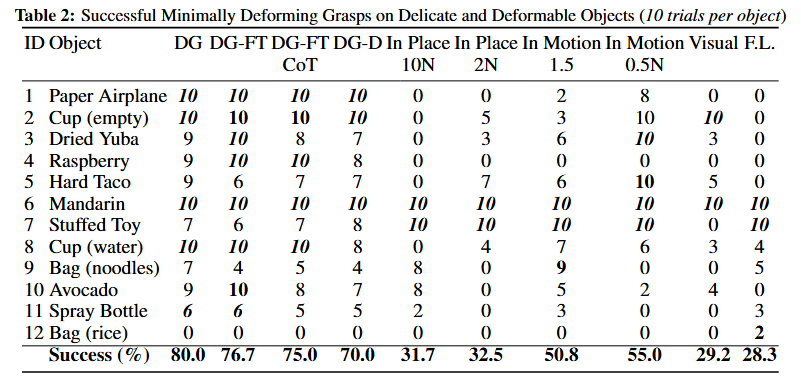 Table 2: Successful Minimally Deforming Grasps on Delicate and Deformable Objects (10 trials per object)
ID Object DG DG-FT DG-FT DG-D In Place In Place In Motion In Motion Visual F.L.
CoT 10N 2N 1.5 0.5N
1 Paper Airplane 10 10 10 10 0 0 2 8 0 0
2 Cup (empty) 10 10 10 10 0 5 3 10 10 0
3 Dried Yuba 9 10 8 7 0 3 6 10 3 0
4 Raspberry 9 10 10 8 0 0 0 0 0 0
5 Hard Taco 9 6 7 7 0 7 6 10 5 0
6 Mandarin 10 10 10 10 10 10 10 10 10 10
7 Stuffed Toy 7 6 7 8 10 10 10 10 0 10
8 Cup (water) 10 10 10 8 0 4 7 6 3 4
9 Bag (noodles) 7 4 5 4 8 0 9 0 0 5
10 Avocado 9 10 8 7 8 0 5 2 4 0
11 Spray Bottle 6 6 5 5 2 0 3 0 0 3
12 Bag (rice) 0 0 0 0 0 0 0 0 0 2
Success (%) 80.0 76.7 75.0 70.0 31.7 32.5 50.8 55.0 29.2 28.3